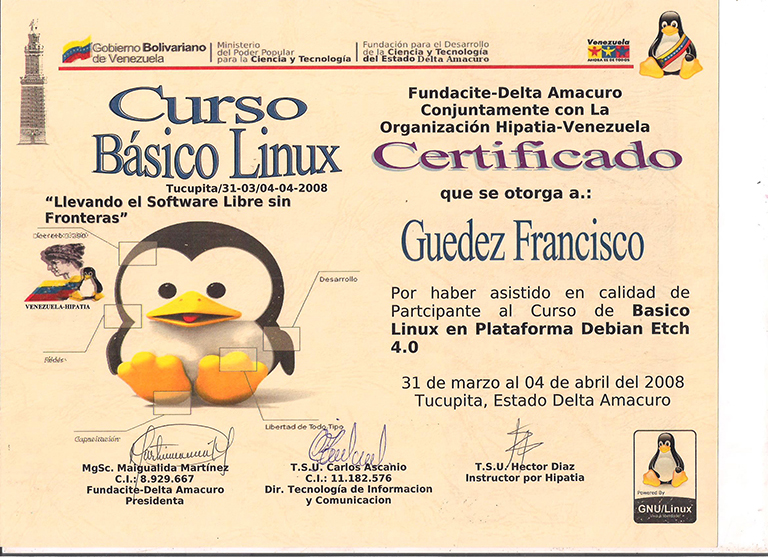 Gobierno Bolivariano
de Venezuela
Ministerio
del Poder Popular
para la Ciencia y Tecnología
Fundación para el Desarrollo
de la Ciencia y Tecnología
del Estado Delta Amacuro
Venezuela
AHORA ES DE TODOS
Curso
Básico Linux
Tucupita/31-03/04-04-2008
“Llevando el Software Libre sin
Fronteras”
VENEZUELA-HIPATIA
Desarrollo
Libertad de Todo Tipo
Capacitación
Fundacite-Delta Amacuro
Conjuntamente con La
Organización Hipatia-Venezuela
Certificado
que se otorga a.:
Guedez Francisco
Por haber asistido en calidad de
Partcipante al Curso de Basico
Linux en Plataforma Debian Etch
4.0
31 de marzo al 04 de abril del 2008
Tucupita, Estado Delta Amacuro
MgSc. Maigualida Martínez
C.I.: 8.929.667
Fundacite-Delta Amacuro
Presidenta
T.S.U. Carlos Ascanio
C.I.: 11.182.576
Dir. Tecnología de Informacion
y Comunicacion
T.S.U. Hector Diaz
Instructor por Hipatia
Powered By
GNU/Linux